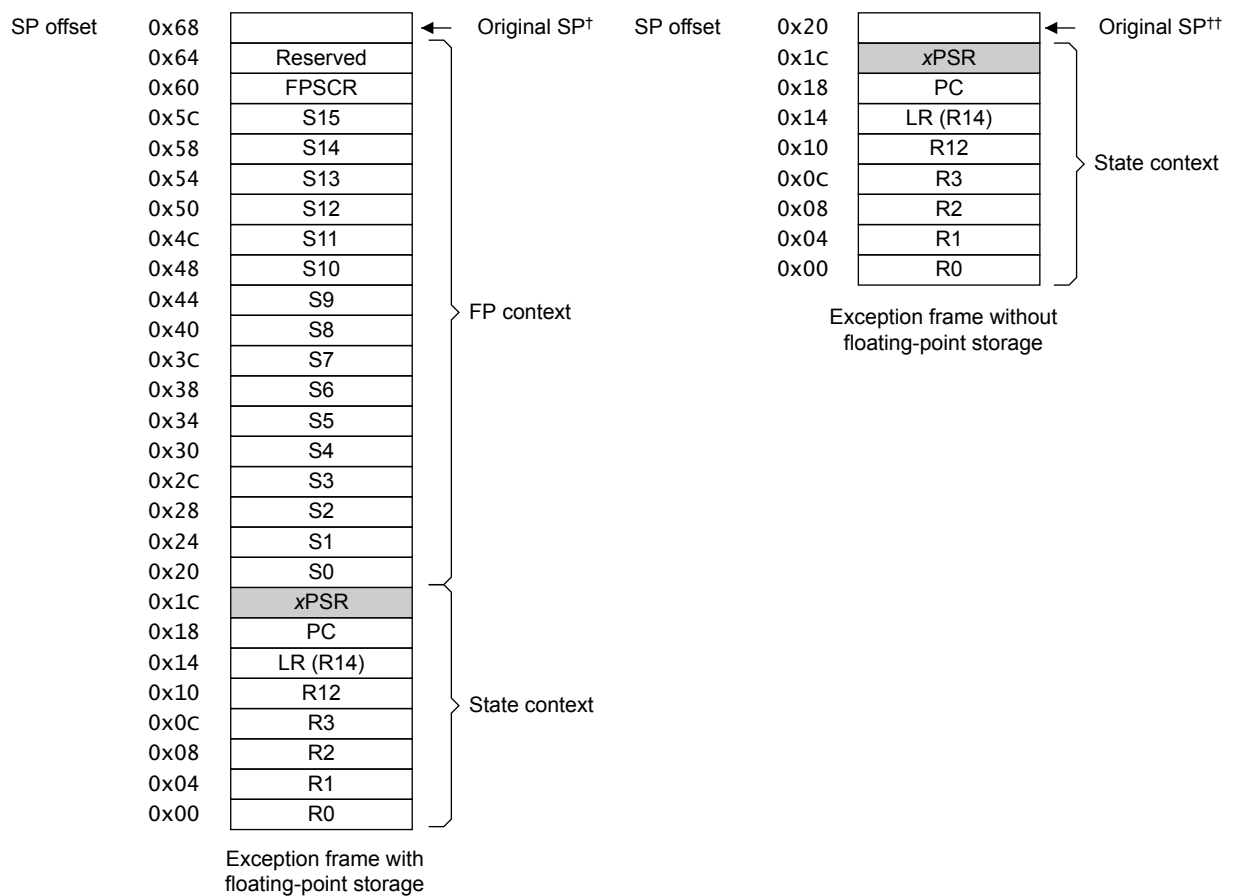 SP offset 0x68 Original SP†
0x64 Reserved
0x60 FPSCR
0x5C S15
0x58 S14
0x54 S13
0x50 S12
0x4C S11
0x48 S10
0x44 S9
FP context
0x40 S8
0x3C S7
0x38 S6
0x34 S5
0x30 S4
0x2C S3
0x28 S2
0x24 S1
0x20 S0
0x1C xPSR
0x18 PC
0x14 LR (R14)
0x10 R12
State context
0x0C R3
0x08 R2
0x04 R1
0x00 R0
Exception frame with
floating-point storage
SP offset 0x20 Original SP††
0x1C xPSR
0x18 PC
0x14 LR (R14)
0x10 R12
State context
0x0C R3
0x08 R2
0x04 R1
0x00 R0
Exception frame without
floating-point storage